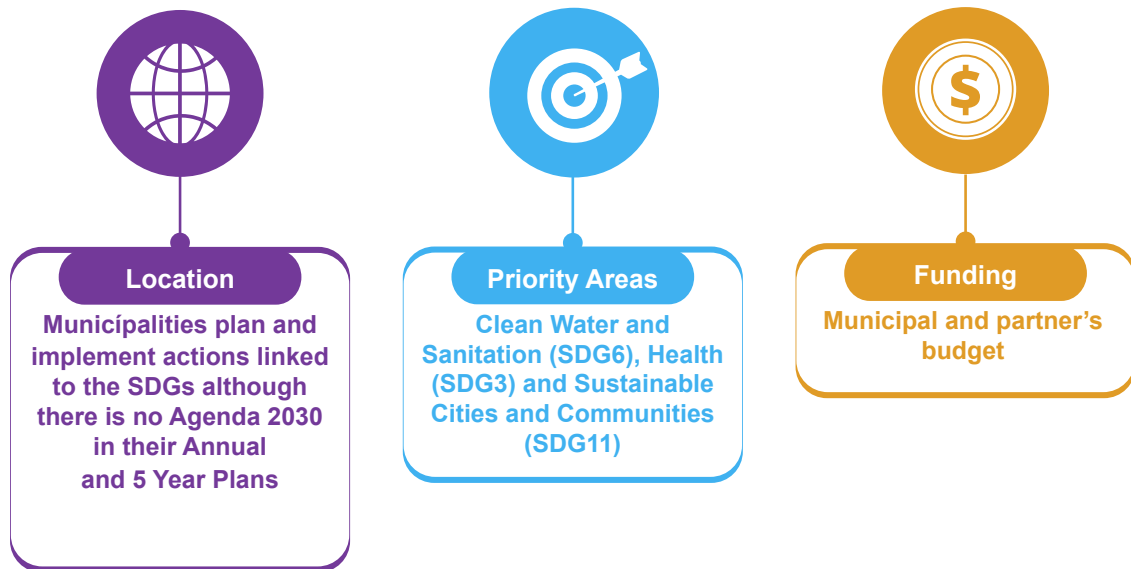 Location
Municípalities plan and
implement actions linked
to the SDGs although
there is no Agenda 2030
in their Annual
and 5 Year Plans
Priority Areas
Clean Water and
Sanitation (SDG6), Health
(SDG3) and Sustainable
Cities and Communities
(SDG11)
$
Funding
Municipal and partner’s
budget